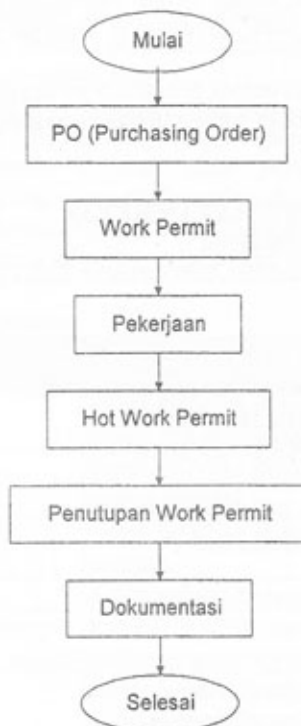 Mulai
PO (Purchasing Order)
Work Permit
Pekerjaan
Hot Work Permit
Penutupan Work Permit
Dokumentasi
Selesai